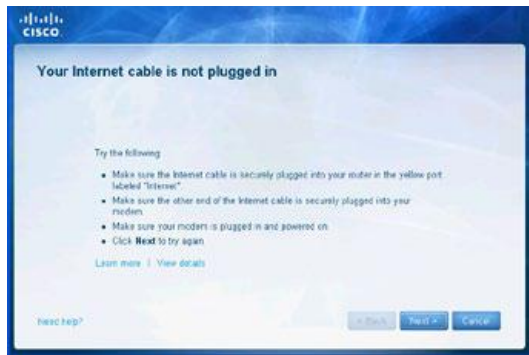 CISCO
Your Internet cable is not plugged in
Try the following
Make sure the Internet cable is securely plugged into your router in the yellow port
labeled "Internet"
Make sure the other end of the Internet cable is securely plugged into your
modem.
Make sure your modem is plugged in and powered on
Click Next to try again
Learn more | View details
Need help?
< Back Next > Cancel